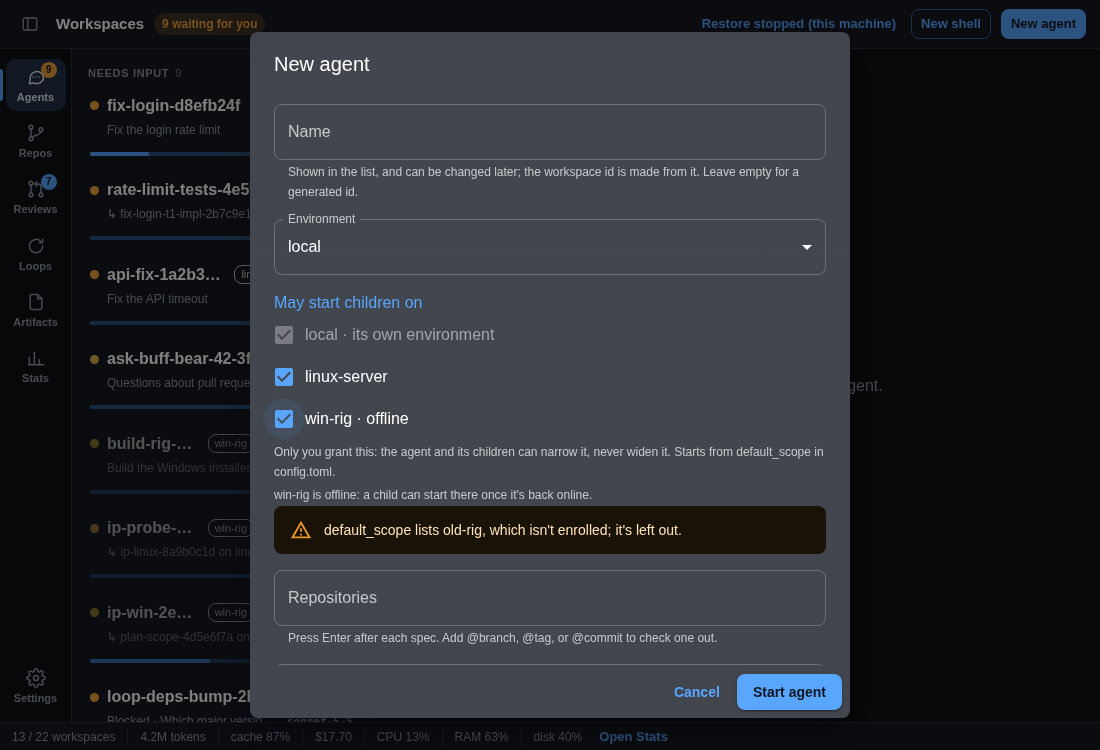 Workspaces
9 waiting for you
Restore stopped (this machine)
New shell
New agent
Agents
9
Repos
Reviews
7
Loops
Artifacts
Stats
Settings
NEEDS INPUT 9
fix-login-d8efb24f
Fix the login rate limit
rate-limit-tests-4e5
↳ fix-login-t1-impl-2b7c9e1
api-fix-1a2b3…
Fix the API timeout
ask-buff-bear-42-3f
Questions about pull reque
build-rig-…
win-rig
Build the Windows installer
ip-probe-…
win-rig
↳ ip-linux-8a9b0c1d on
ip-win-2e…
win-rig
↳ plan-scope-4d5e6f7a on
loop-deps-bump-2
Blocked · Which major versio
New agent
Name
Shown in the list, and can be changed later; the workspace id is made from it. Leave empty for a
generated id.
Environment
local
May start children on
local · its own environment
linux-server
win-rig · offline
Only you grant this: the agent and its children can narrow it, never widen it. Starts from default_scope in
config.toml.
win-rig is offline: a child can start there once it's back online.
default_scope lists old-rig, which isn't enrolled; it's left out.
Repositories
Press Enter after each spec. Add @branch, @tag, or @commit to check one out.
Cancel
Start agent
gent.
13 / 22 workspaces
4.2M tokens
cache 87%
$17.70
CPU 13%
RAM 63%
disk 40%
Open Stats